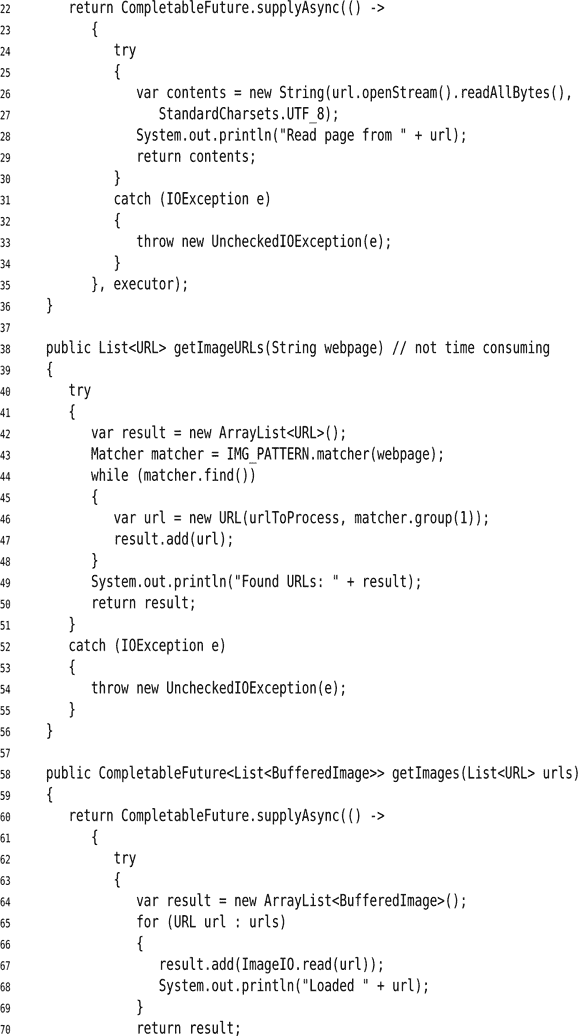 22 return CompletableFuture.supplyAsync(() ->
23 {
24 try
25 {
26 var contents = new String(url.openStream().readAllBytes(),
27 StandardCharsets.UTF_8);
28 System.out.println("Read page from " + url);
29 return contents;
30 }
31 catch (IOException e)
32 {
33 throw new UncheckedIOException(e);
34 }
35 }, executor);
36 }
37
38 public List<URL> getImageURLs(String webpage) // not time consuming
39 {
40 try
41 {
42 var result = new ArrayList<URL>();
43 Matcher matcher = IMG_PATTERN.matcher(webpage);
44 while (matcher.find())
45 {
46 var url = new URL(urlToProcess, matcher.group(1));
47 result.add(url);
48 }
49 System.out.println("Found URLs: " + result);
50 return result;
51 }
52 catch (IOException e)
53 {
54 throw new UncheckedIOException(e);
55 }
56 }
57
58 public CompletableFuture<List<BufferedImage>> getImages(List<URL> urls)
59 {
60 return CompletableFuture.supplyAsync(() ->
61 {
62 try
63 {
64 var result = new ArrayList<BufferedImage>();
65 for (URL url : urls)
66 {
67 result.add(ImageIO.read(url));
68 System.out.println("Loaded " + url);
69 }
70 return result;